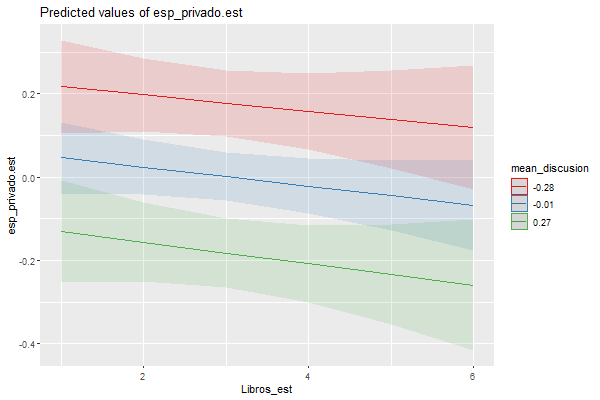 Predicted values of esp_privado.est
esp_privado.est
0.2
0.0
-0.2
-0.4
2
4
6
Libros_est
mean_discusion
-0.28
-0.01
0.27